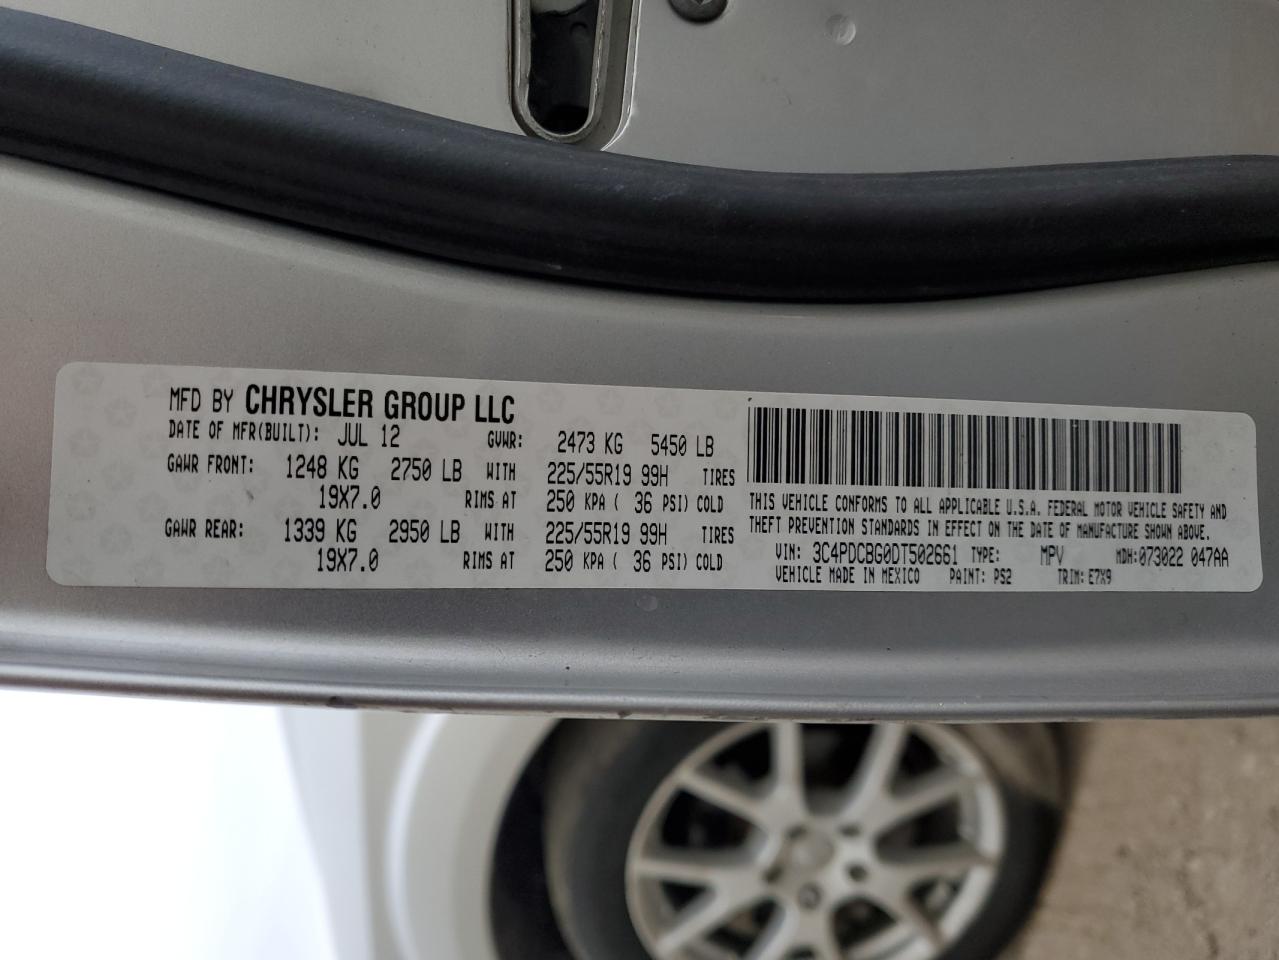 MFD BY CHRYSLER GROUP LLC
DATE OF MFR(BUILT): JUL 12 GVWR: 2473 KG 5450 LB
GAWR FRONT: 1248 KG 2750 LB WITH 225/55R19 99H TIRES
19X7.0 RIMS AT 250 KPA ( 36 PSI) COLD
GAWR REAR: 1339 KG 2950 LB WITH 225/55R19 99H TIRES
19X7.0 RIMS AT 250 KPA ( 36 PSI) COLD
THIS VEHICLE CONFORMS TO ALL APPLICABLE U.S.A. FEDERAL MOTOR VEHICLE SAFETY AND
THEFT PREVENTION STANDARDS IN EFFECT ON THE DATE OF MANUFACTURE SHOWN ABOVE.
VIN: 3C4PDCBG0DT502661 TYPE: MPV MDH: 073022 047AA
VEHICLE MADE IN MEXICO PAINT: PS2 TRIM: E7X9